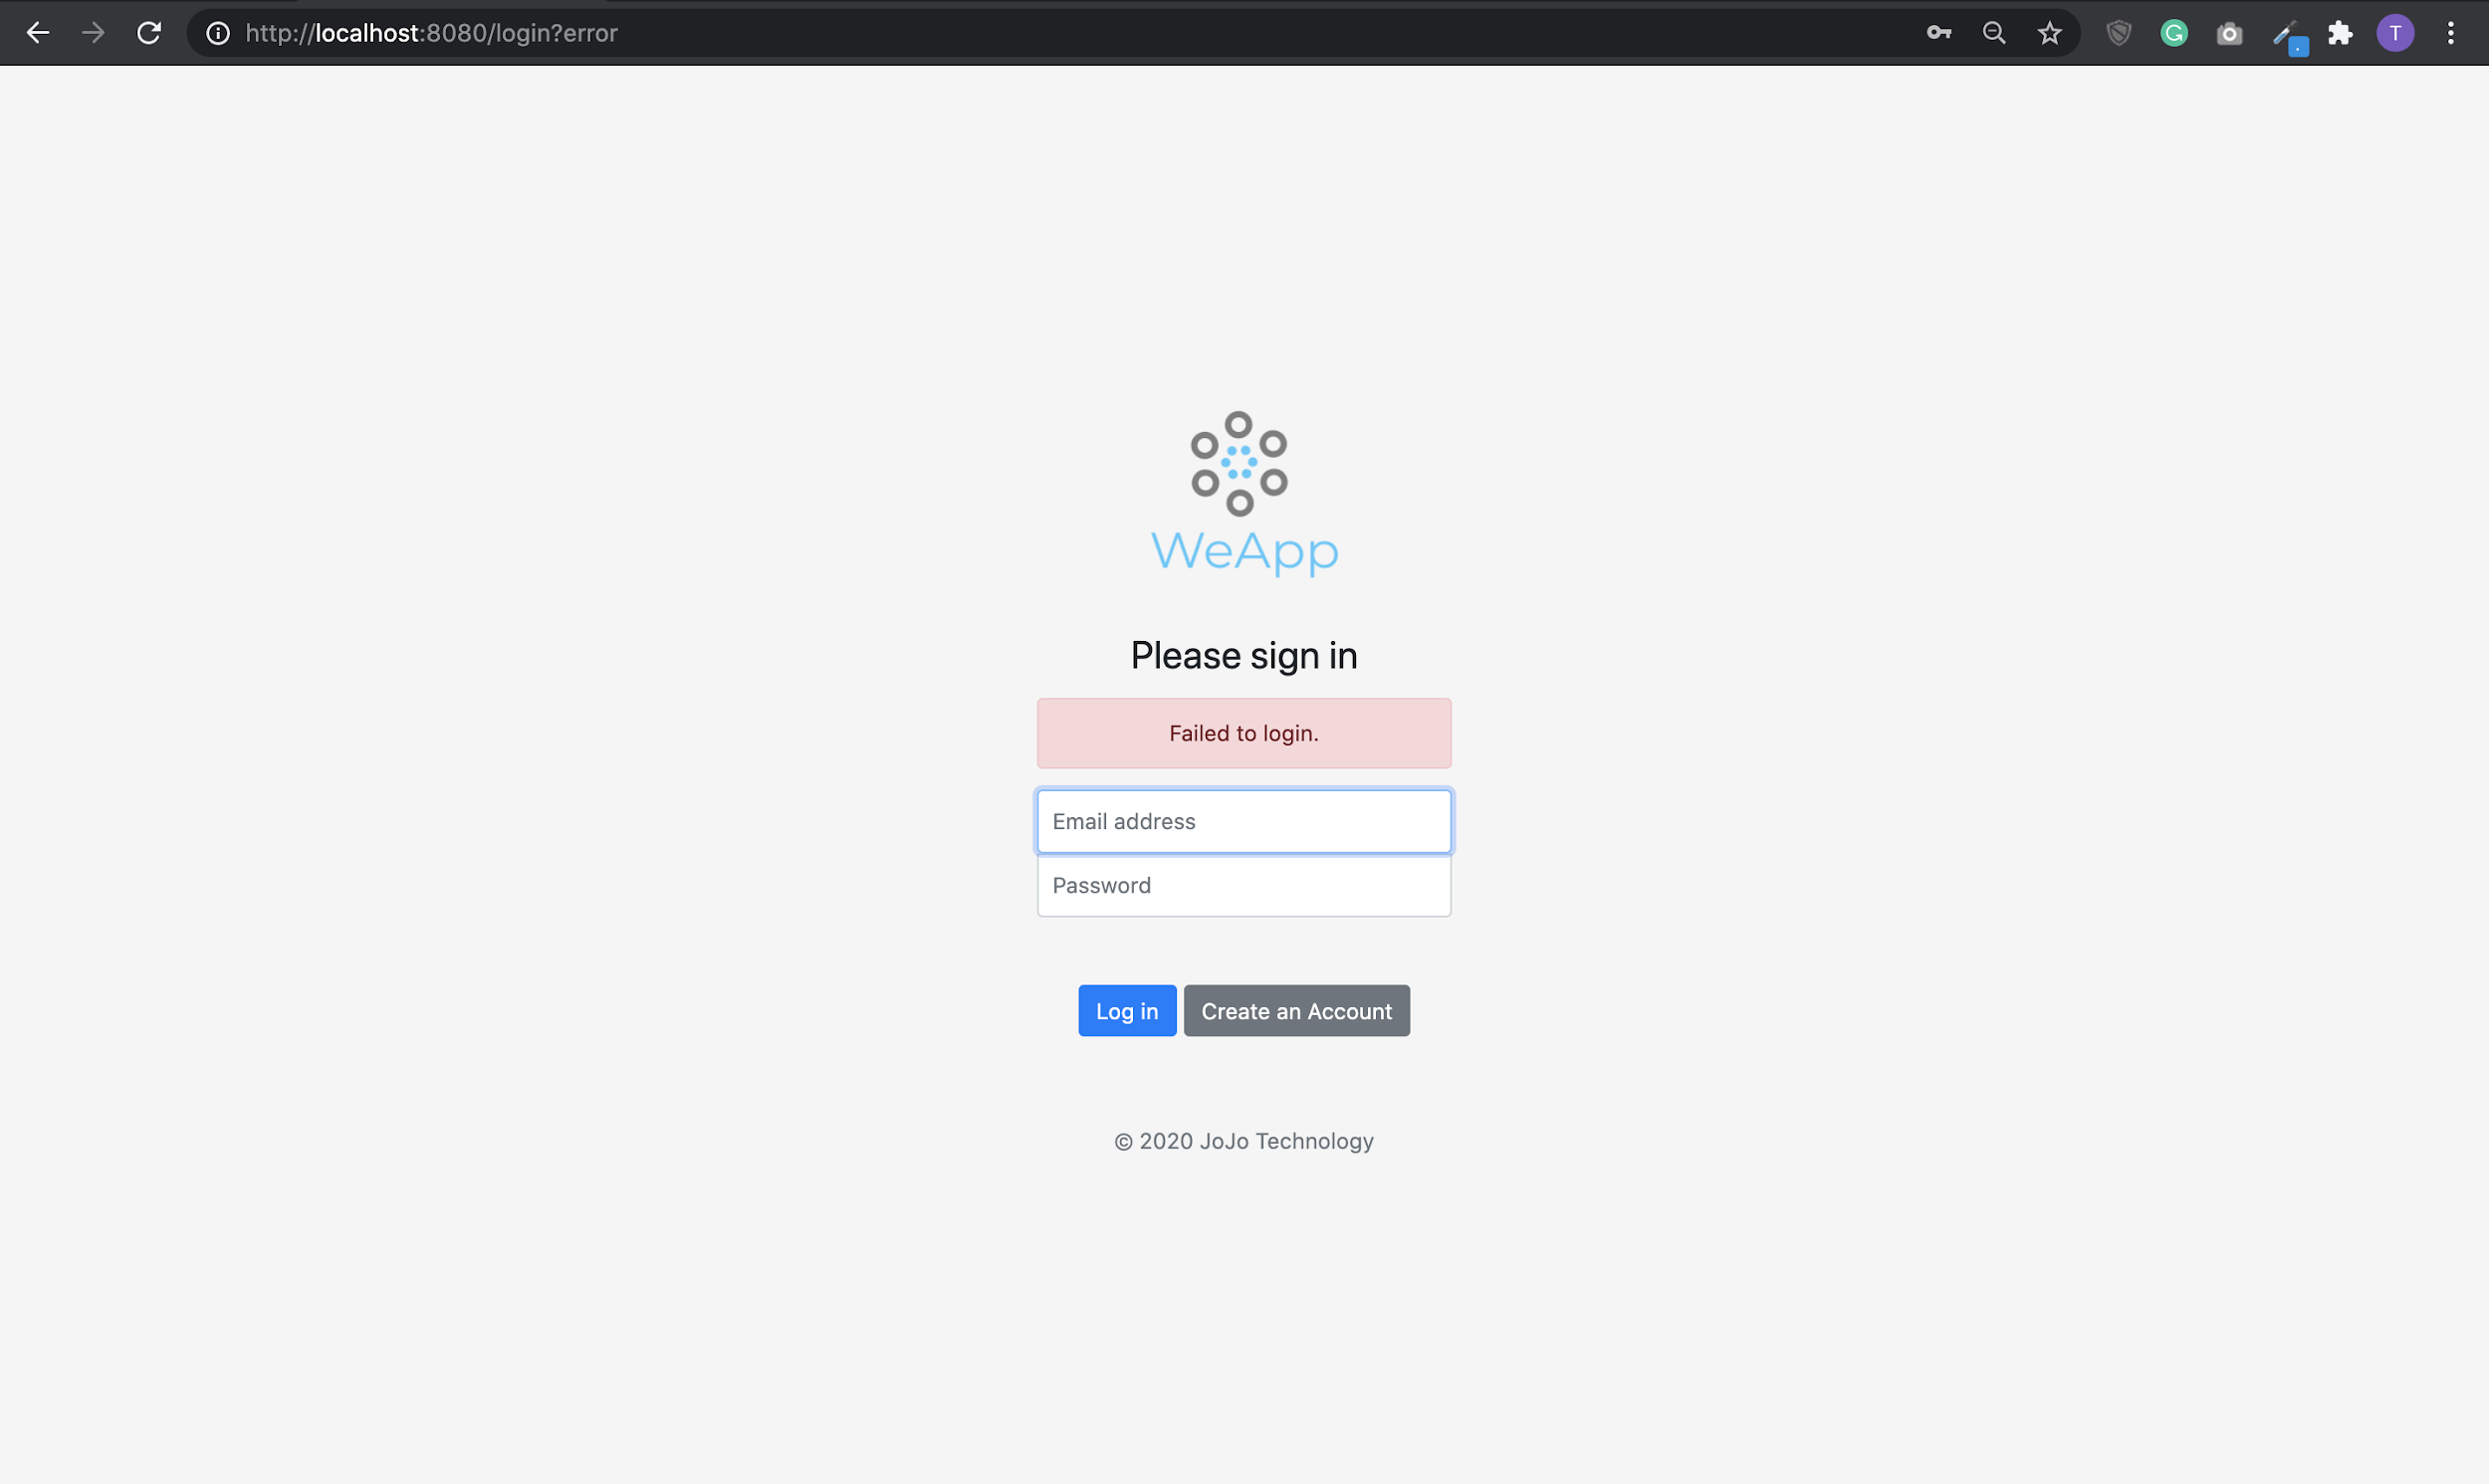 http://localhost:8080/login?error
T
WeApp
Please sign in
Failed to login.
Email address
Password
Log in Create an Account
© 2020 JoJo Technology